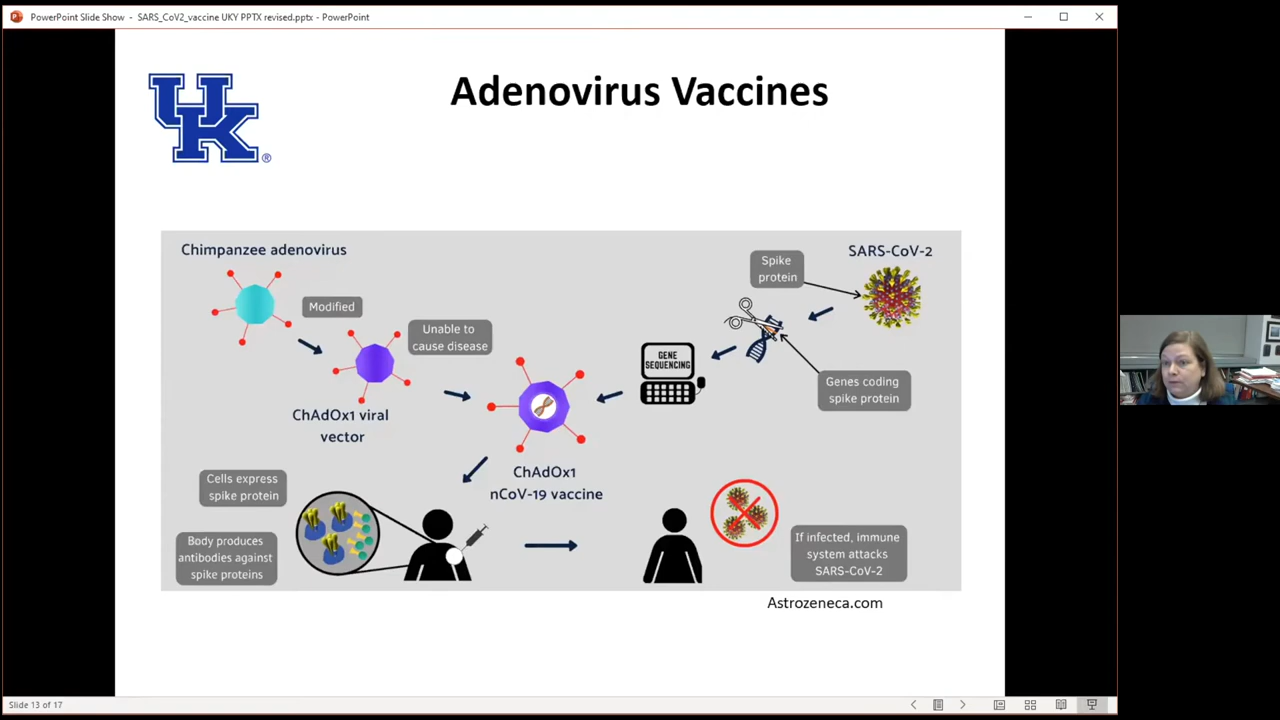 PowerPoint Slide Show - SARS_CoV2_vaccine UKY PPTX revised.pptx - PowerPoint
UK®
Adenovirus Vaccines
Chimpanzee adenovirus
Modified
Unable to
cause disease
ChAdOx1 viral
vector
SARS-CoV-2
Spike
protein
Genes coding
spike protein
GENE
SEQUENCING
ChAdOx1
nCoV-19 vaccine
Cells express
spike protein
Body produces
antibodies against
spike proteins
If infected, immune
system attacks
SARS-CoV-2
Astrozeneca.com
Slide 13 of 17